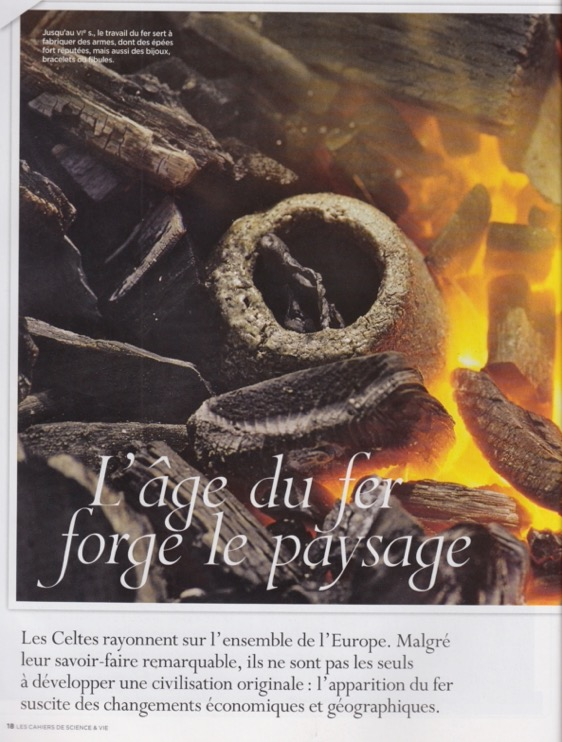 Jusqu'au VIᵉ s., le travail du fer sert à
fabriquer des armes, dont des épées
fort réputées, mais aussi des bijoux,
bracelets ou fibules.
L'âge du fer
forge le paysage
Les Celtes rayonnent sur l'ensemble de l'Europe. Malgré
leur savoir-faire remarquable, ils ne sont pas les seuls
à développer une civilisation originale : l'apparition du fer
suscite des changements économiques et géographiques.
18 LES CAHIERS DE SCIENCE & VIE